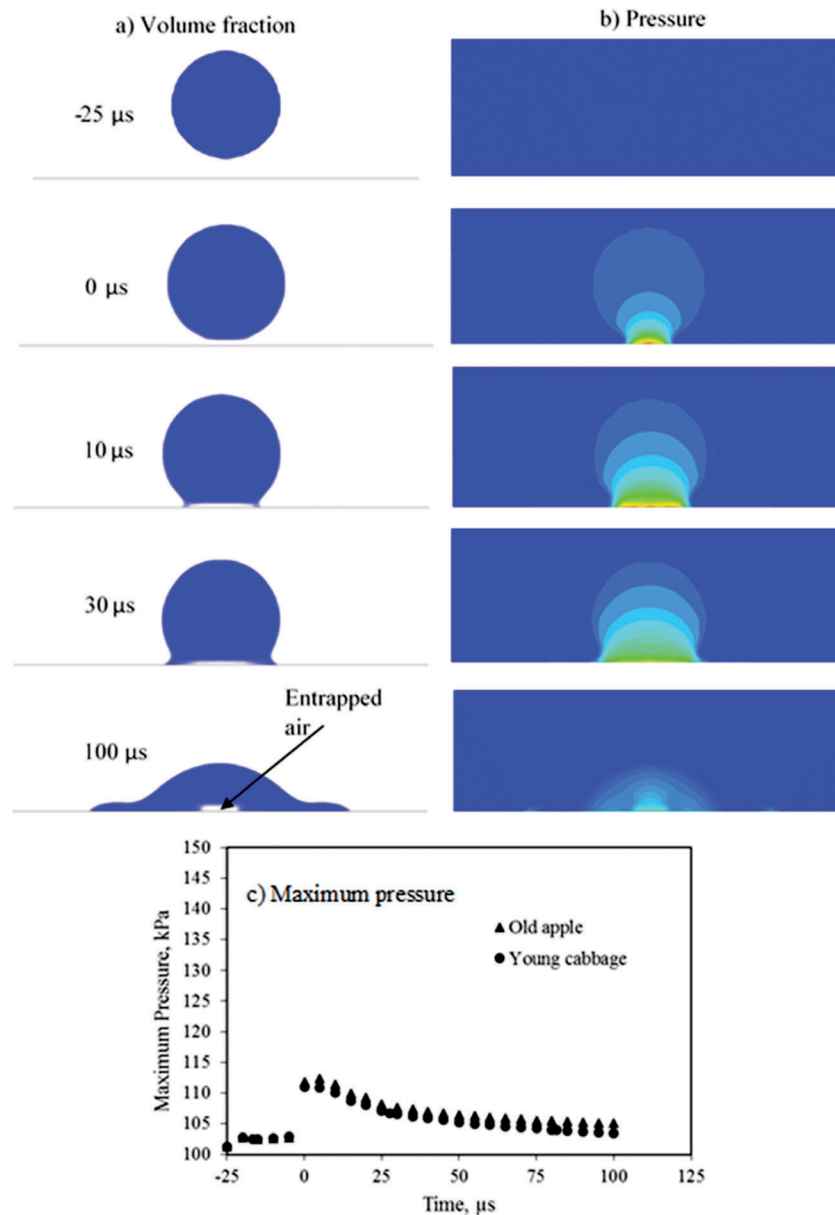 a) Volume fraction
b) Pressure
-25 µs
0 µs
10 µs
30 µs
100 µs
Entrapped
air
c) Maximum pressure
Old apple
Young cabbage
Maximum Pressure, kPa
150
145
140
135
130
125
120
115
110
105
100
-25 0 25 50 75 100 125
Time, µs